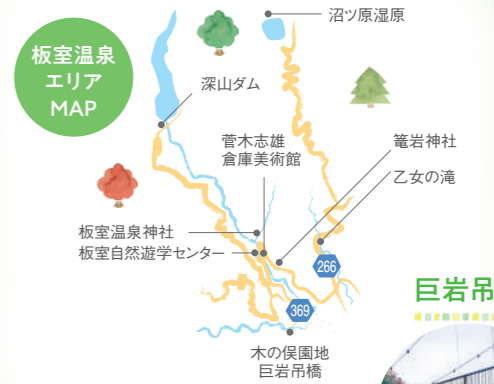 板室温泉
エリア
MAP
沼ツ原湿原
深山ダム
菅木志雄
倉庫美術館
篭岩神社
乙女の滝
板室温泉神社
板室自然遊学センター
266
369
木の俣園地
巨岩吊橋
巨岩吊